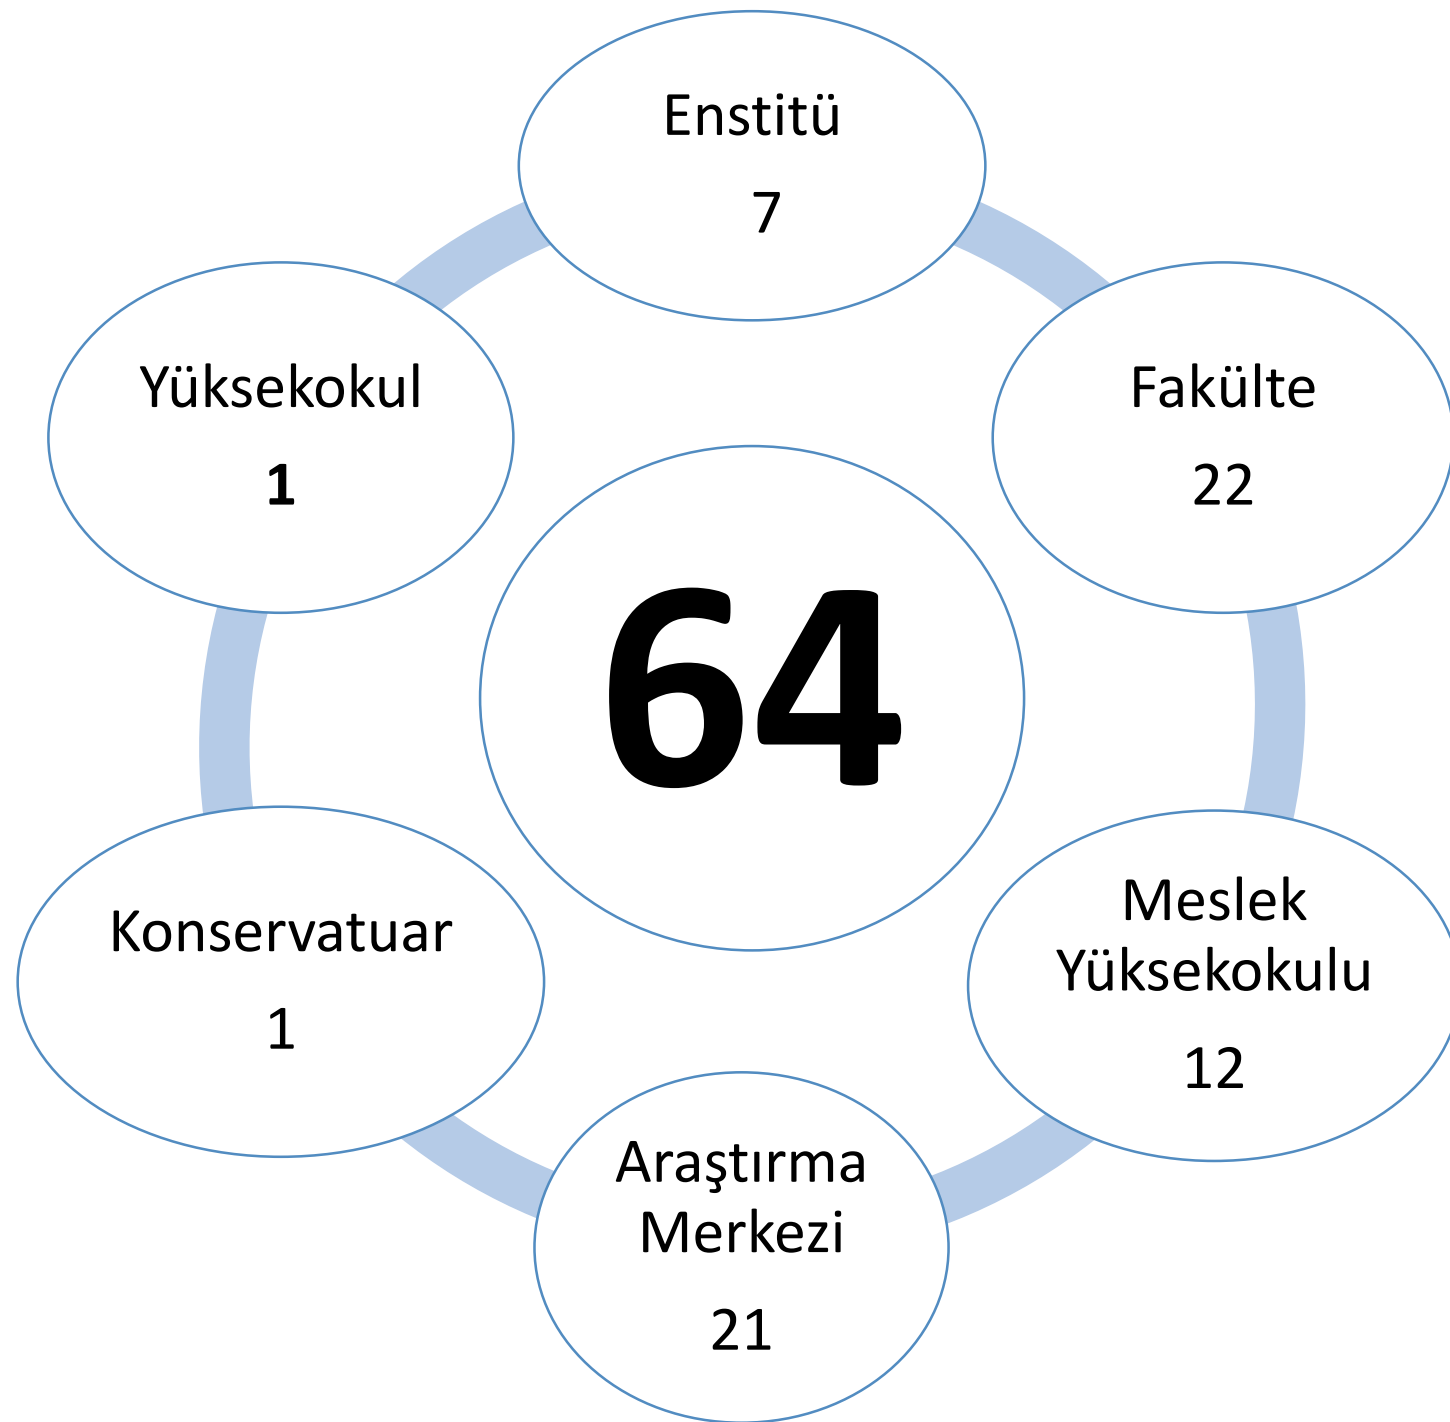 Enstitü
7
Fakülte
22
Meslek
Yüksekokulu
12
Araştırma
Merkezi
21
Konservatuar
1
Yüksekokul
1
64